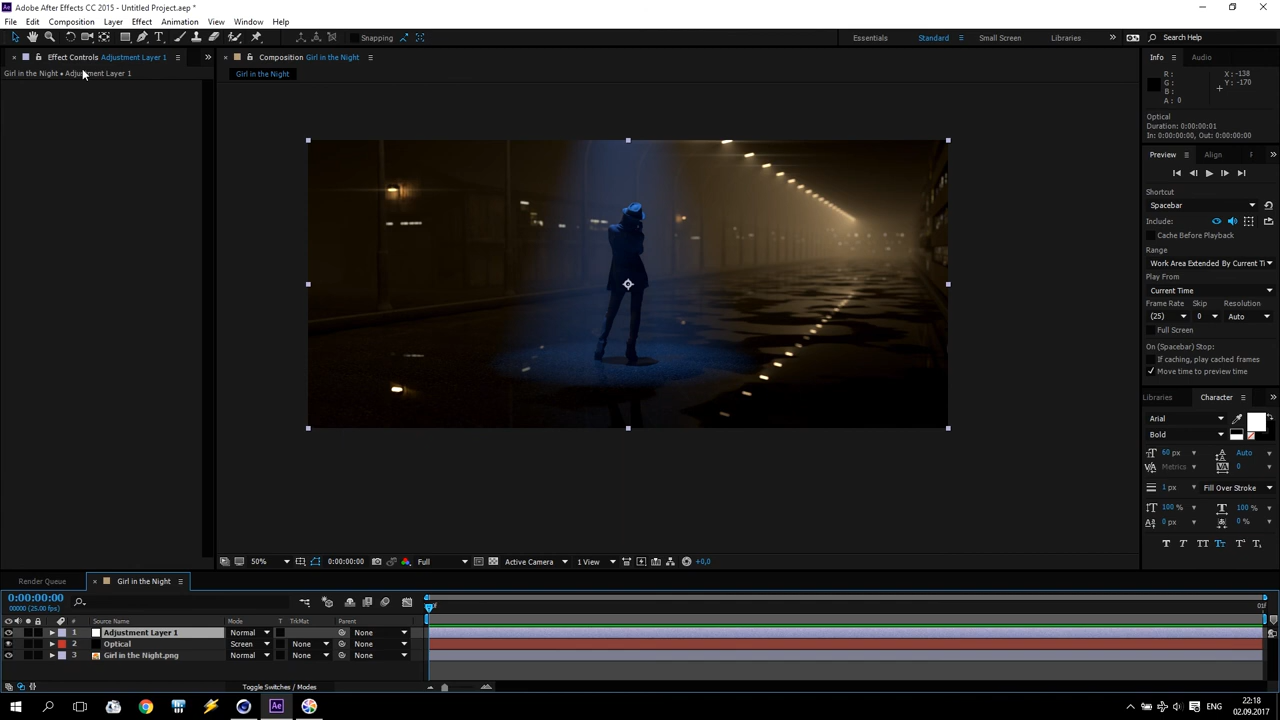 Adobe After Effects CC 2015 - Untitled Project.aep *
File Edit Composition Layer Effect Animation View Window Help
Snapping Essentials Standard Small Screen Libraries Search Help
Effect Controls Adjustment Layer 1
Girl in the Night • Adjustment Layer 1
Composition Girl in the Night
Girl in the Night
Info Audio
R :
G :
B :
A : 0
X : -138
Y : -170
Optical
Duration: 0:00:00:01
In: 0:00:00:00, Out: 0:00:00:00
Preview Align
Shortcut
Spacebar
Include:
Cache Before Playback
Range
Work Area Extended By Current Ti
Play From
Current Time
Frame Rate Skip Resolution
(25) 0 Auto
Full Screen
On (Spacebar) Stop:
If caching, play cached frames
Move time to preview time
Libraries Character
Arial
Bold
60 px Auto
Metrics 0
1 px Fill Over Stroke
100 % 100 %
0 px 0 %
50% 0:00:00:00 Full Active Camera 1 View +0,0
Render Queue Girl in the Night
0:00:00:00
00000 (25.00 fps)
# Source Name Mode T TrkMat Parent
1 Adjustment Layer 1 Normal None
2 Optical Screen None None
3 Girl in the Night.png Normal None None
Toggle Switches / Modes
ENG
22:18
02.09.2017